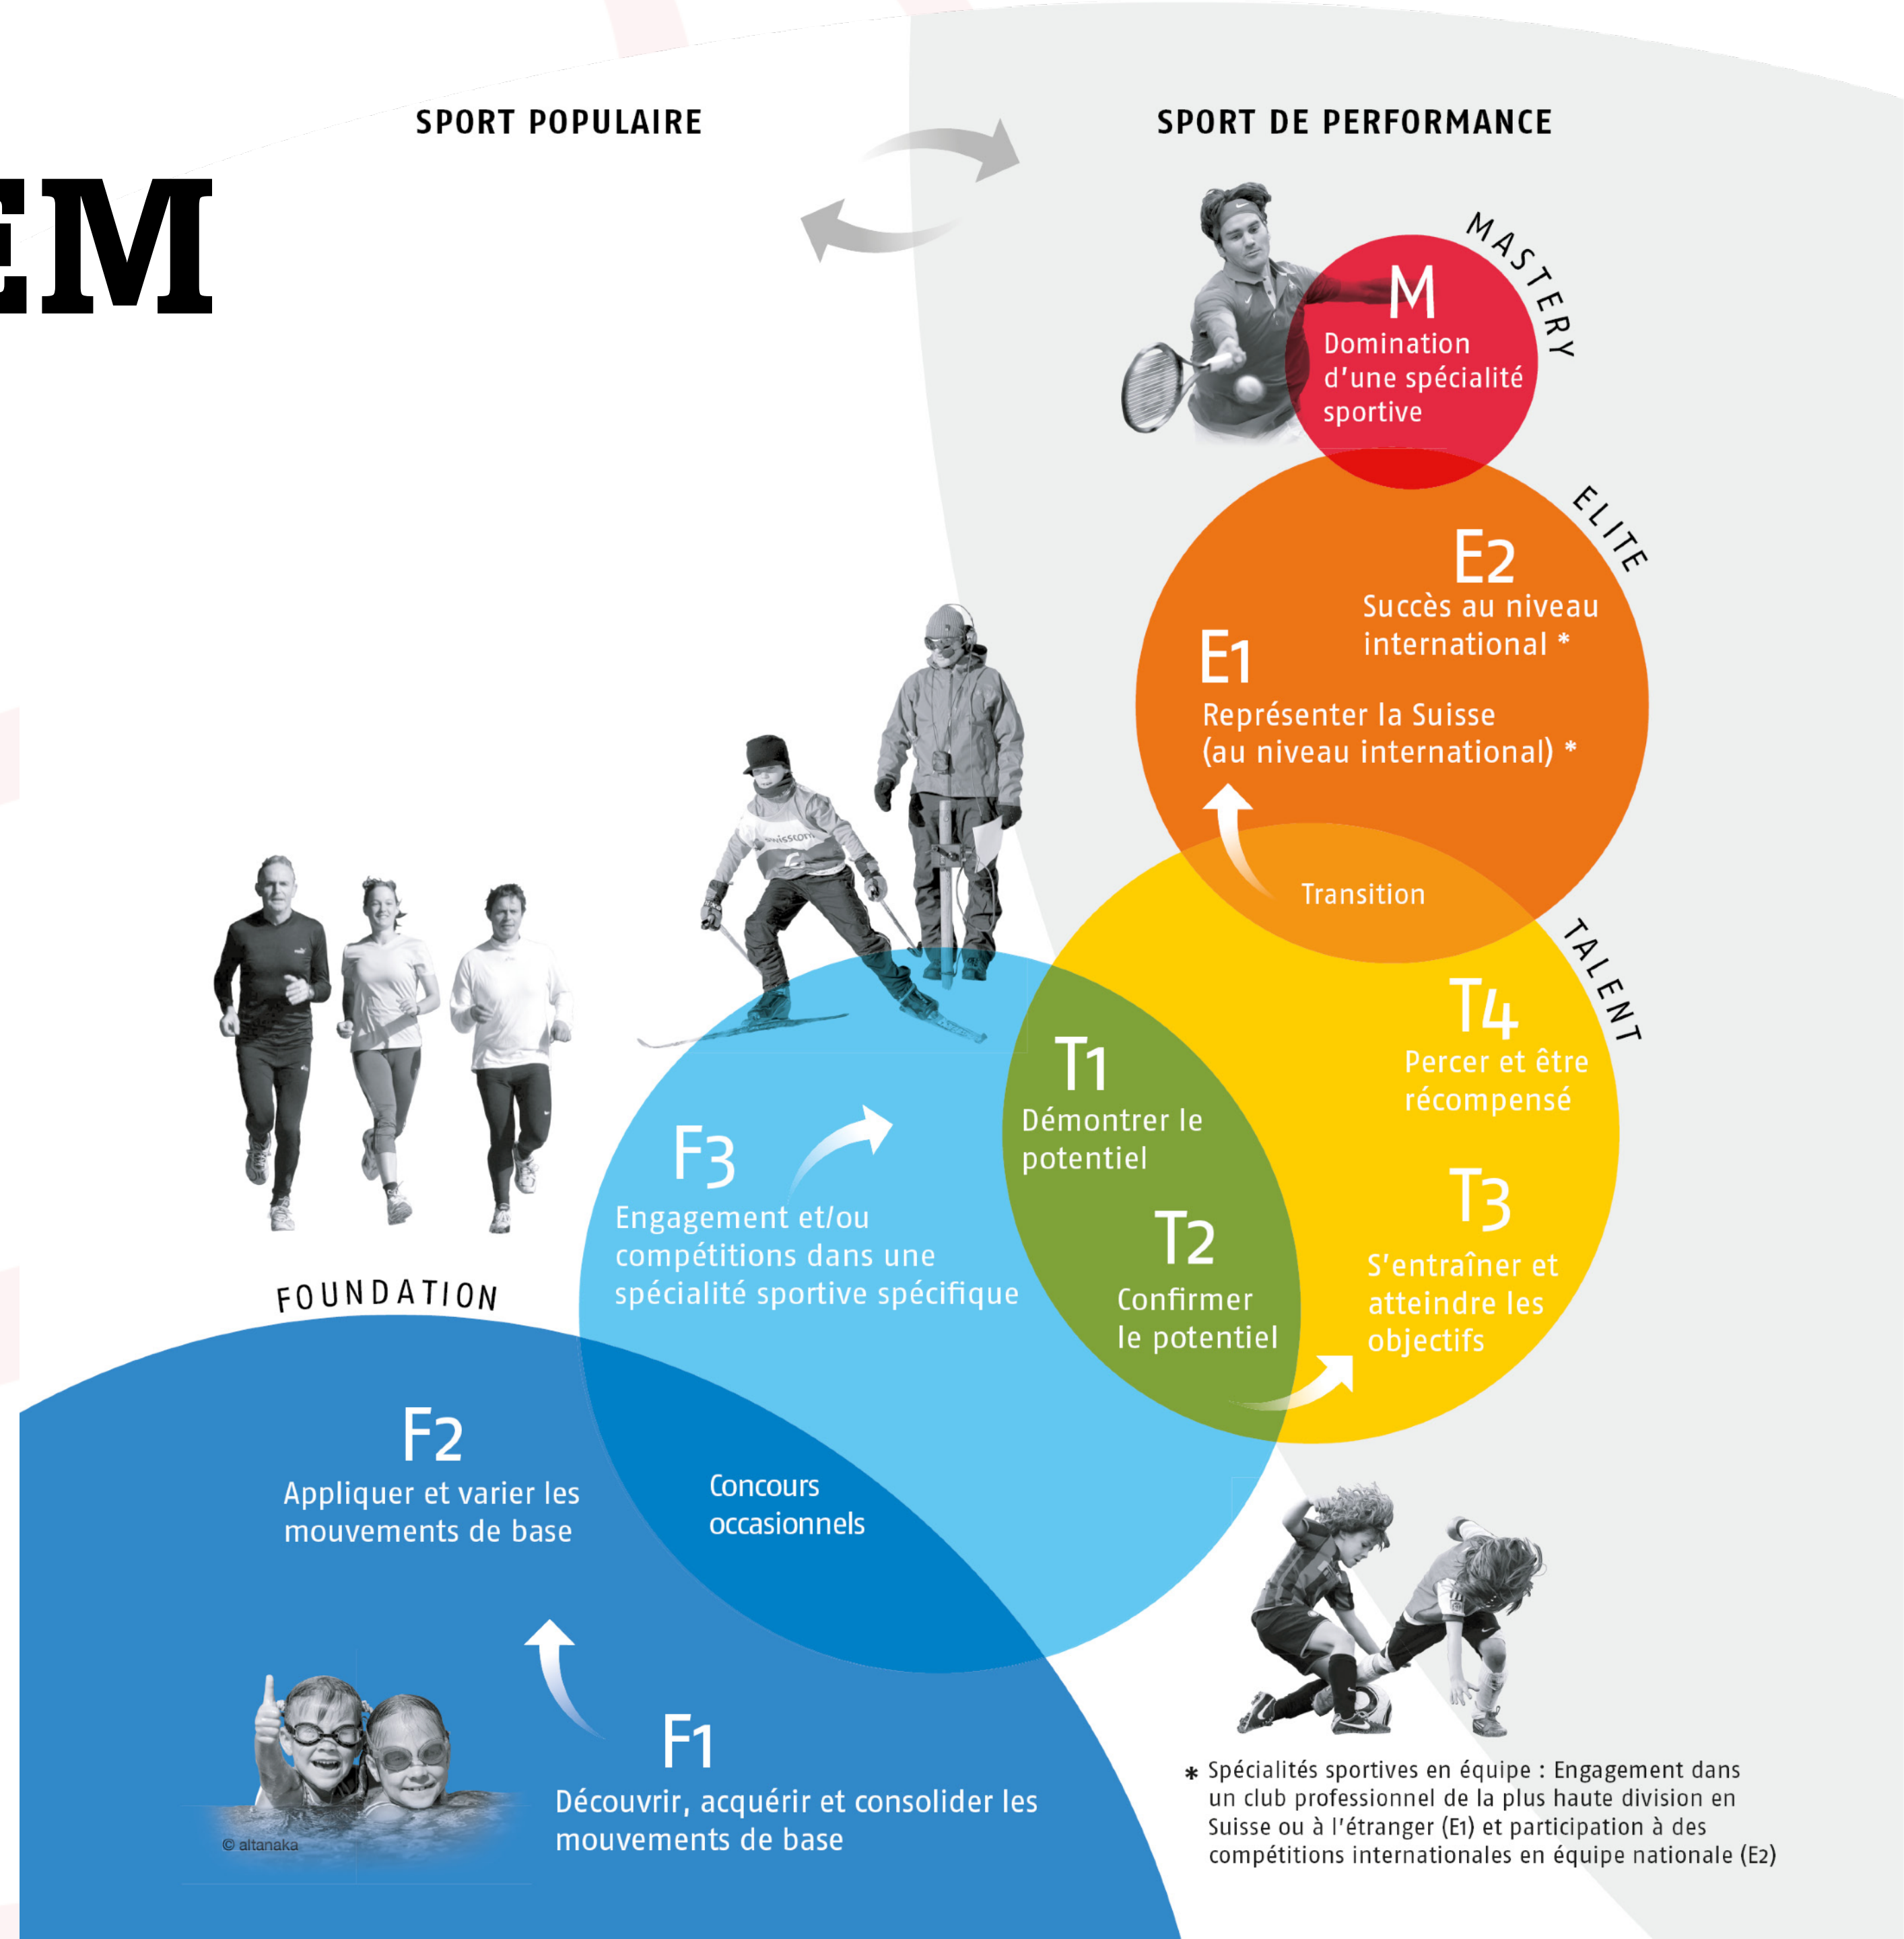 SPORT POPULAIRE
SPORT DE PERFORMANCE
EM
MASTERY
M
Domination
d'une spécialité
sportive
ELITE
E2
Succès au niveau
international *
E1
Représenter la Suisse
(au niveau international) *
Transition
TALENT
T4
Percer et être
récompensé
T3
S'entraîner et
atteindre les
objectifs
T1
Démontrer le
potentiel
T2
Confirmer
le potentiel
swisscom
F3
Engagement et/ou
compétitions dans une
spécialité sportive spécifique
FOUNDATION
F2
Appliquer et varier les
mouvements de base
Concours
occasionnels
F1
Découvrir, acquérir et consolider les
mouvements de base
© altanaka
* Spécialités sportives en équipe : Engagement dans
un club professionnel de la plus haute division en
Suisse ou à l'étranger (E1) et participation à des
compétitions internationales en équipe nationale (E2)